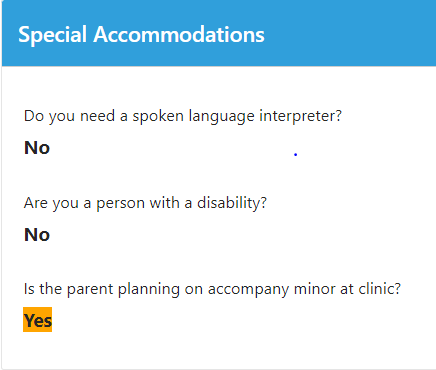 Special Accommodations
Do you need a spoken language interpreter?
No
Are you a person with a disability?
No
Is the parent planning on accompany minor at clinic?
Yes